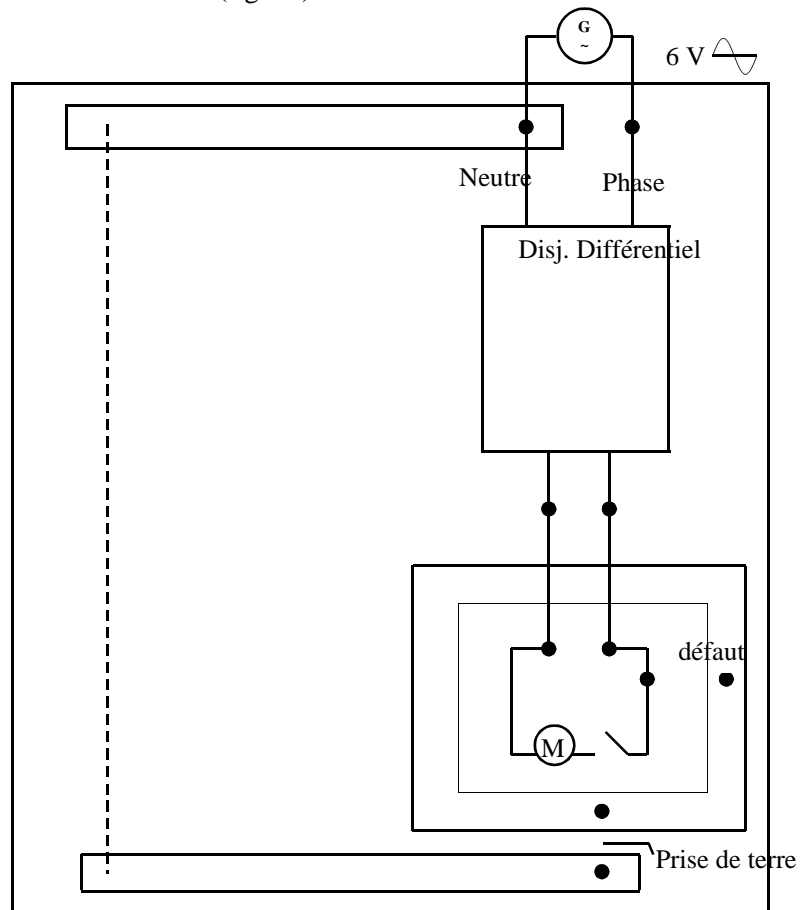 G
~
6 V
Neutre
Phase
Disj. Différentiel
défaut
M
Prise de terre